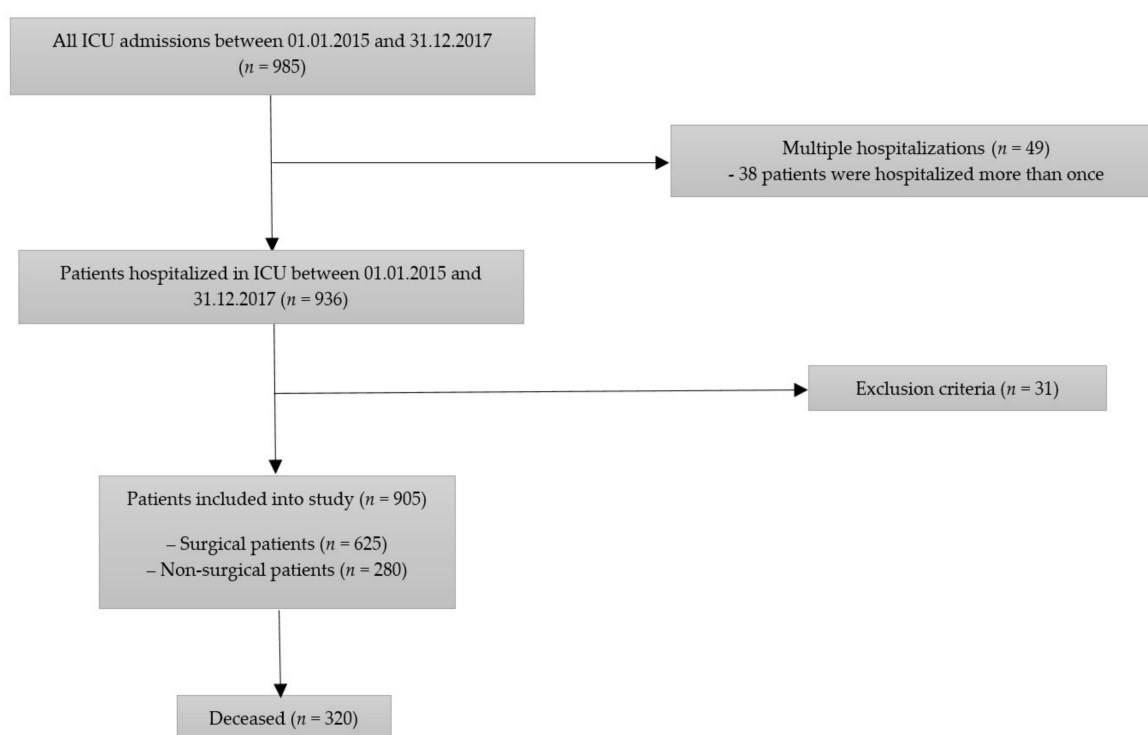 All ICU admissions between 01.01.2015 and 31.12.2017
(n = 985)
Multiple hospitalizations (n = 49)
- 38 patients were hospitalized more than once
Patients hospitalized in ICU between 01.01.2015 and
31.12.2017 (n = 936)
Exclusion criteria (n = 31)
Patients included into study (n = 905)
– Surgical patients (n = 625)
– Non-surgical patients (n = 280)
Deceased (n = 320)